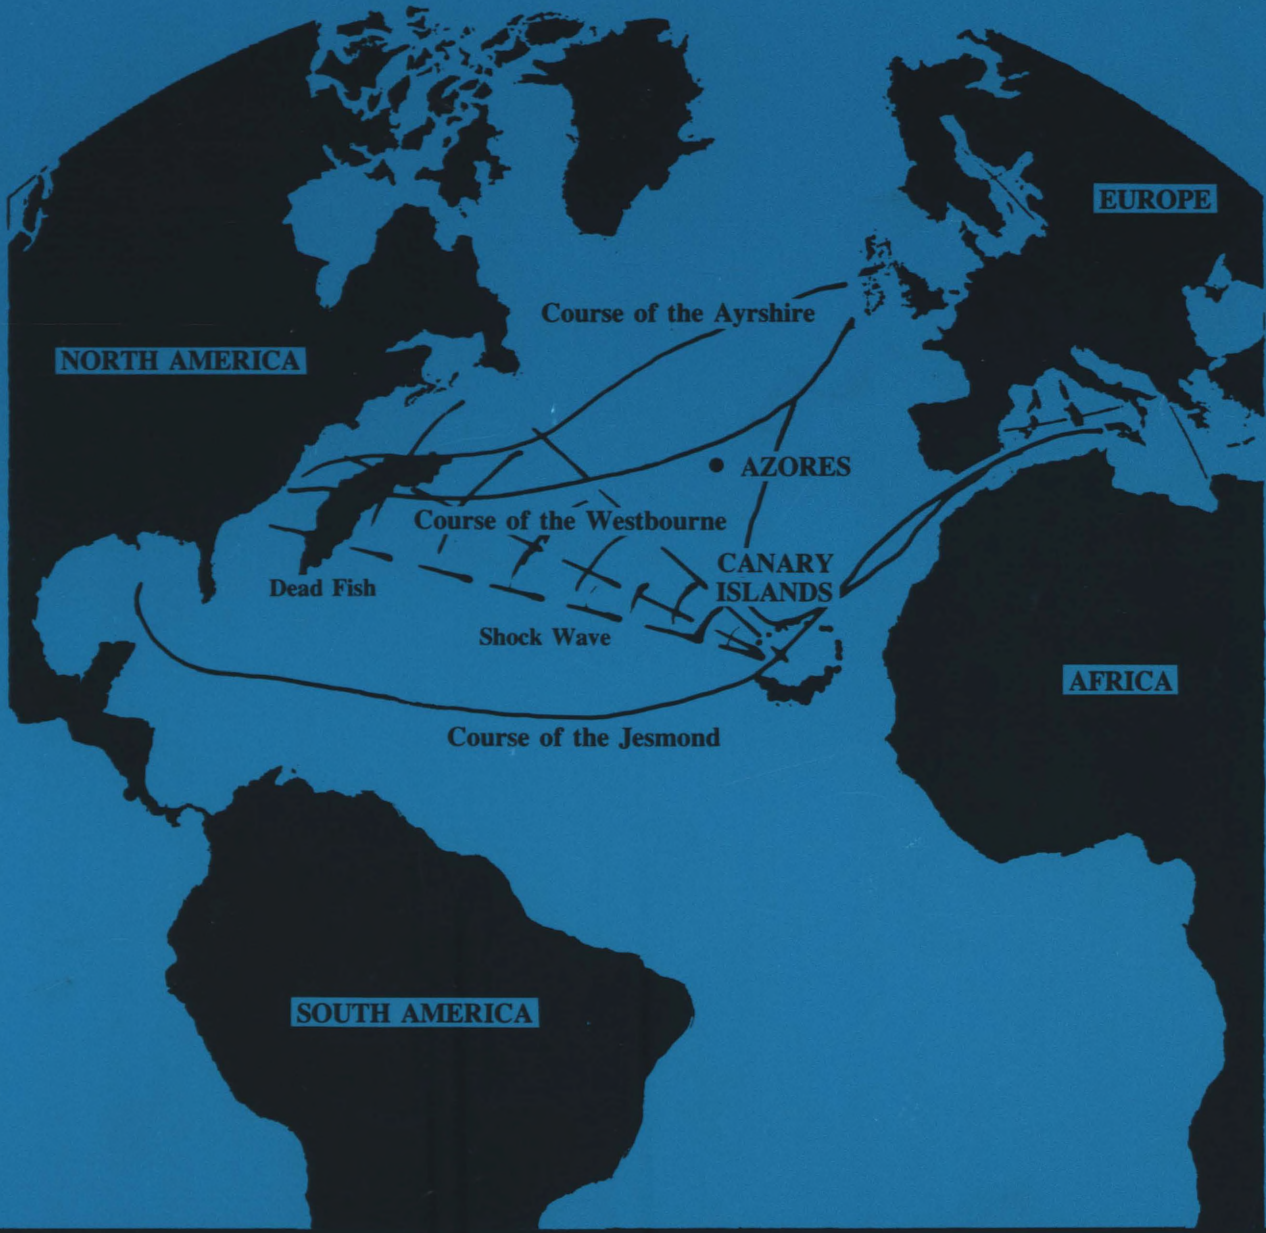 EUROPE
Course of the Ayrshire
NORTH AMERICA
AZORES
Course of the Westbourne
CANARY
ISLANDS
Dead Fish
Shock Wave
AFRICA
Course of the Jesmond
SOUTH AMERICA